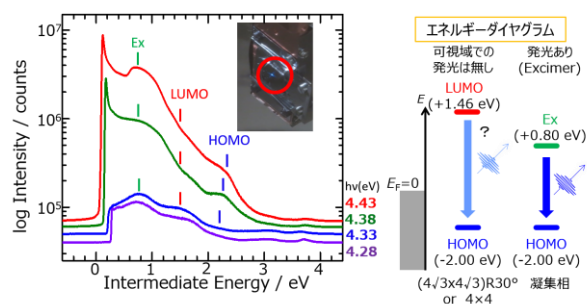 10⁷
10⁶
10⁵
log Intensity / counts
Ex
LUMO
HOMO
hν(eV)
4.43
4.38
4.33
4.28
0
1
2
3
4
Intermediate Energy / eV
エネルギーダイヤグラム
可視域での
発光は無し
発光あり
(Excimer)
LUMO
(+1.46 eV)
E
Ex
(+0.80 eV)
?
E_F=0
HOMO
(-2.00 eV)
HOMO
(-2.00 eV)
(4√3x4√3)R30°
or 4×4
凝集相